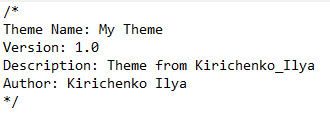 /*
Theme Name: My Theme
Version: 1.0
Description: Theme from Kirichenko_Ilya
Author: Kirichenko Ilya
*/